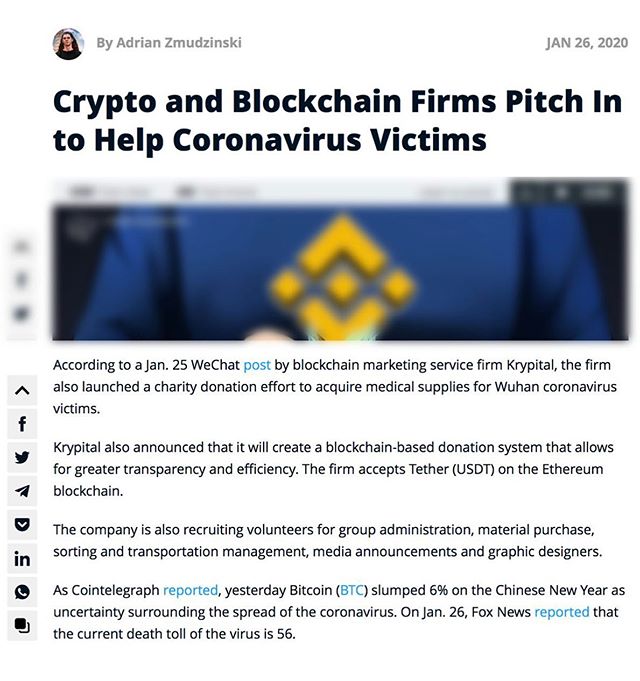 By Adrian Zmudzinski
JAN 26, 2020
Crypto and Blockchain Firms Pitch In
to Help Coronavirus Victims
According to a Jan. 25 WeChat post by blockchain marketing service firm Krypital, the firm
also launched a charity donation effort to acquire medical supplies for Wuhan coronavirus
victims.
Krypital also announced that it will create a blockchain-based donation system that allows
for greater transparency and efficiency. The firm accepts Tether (USDT) on the Ethereum
blockchain.
The company is also recruiting volunteers for group administration, material purchase,
sorting and transportation management, media announcements and graphic designers.
As Cointelegraph reported, yesterday Bitcoin (BTC) slumped 6% on the Chinese New Year as
uncertainty surrounding the spread of the coronavirus. On Jan. 26, Fox News reported that
the current death toll of the virus is 56.